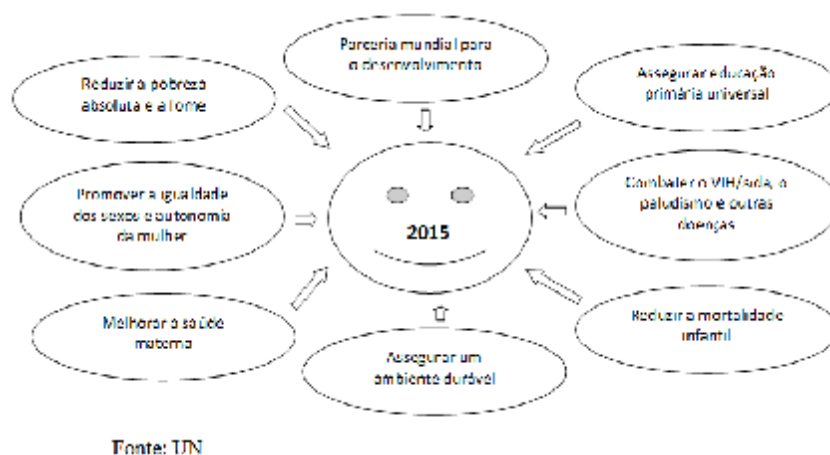 Parceria mundial para
o desenvolvimento
Reduzir a pobreza
absoluta e a fome
Assegurar educação
primária universal
Promover a igualdade
dos sexos e autonomia
da mulher
2015
Combater o VIH/sida, o
paludismo e outras
doenças
Melhorar a saúde
materna
Assegurar um
ambiente durável
Reduzir a mortalidade
infantil
Fonte: UN